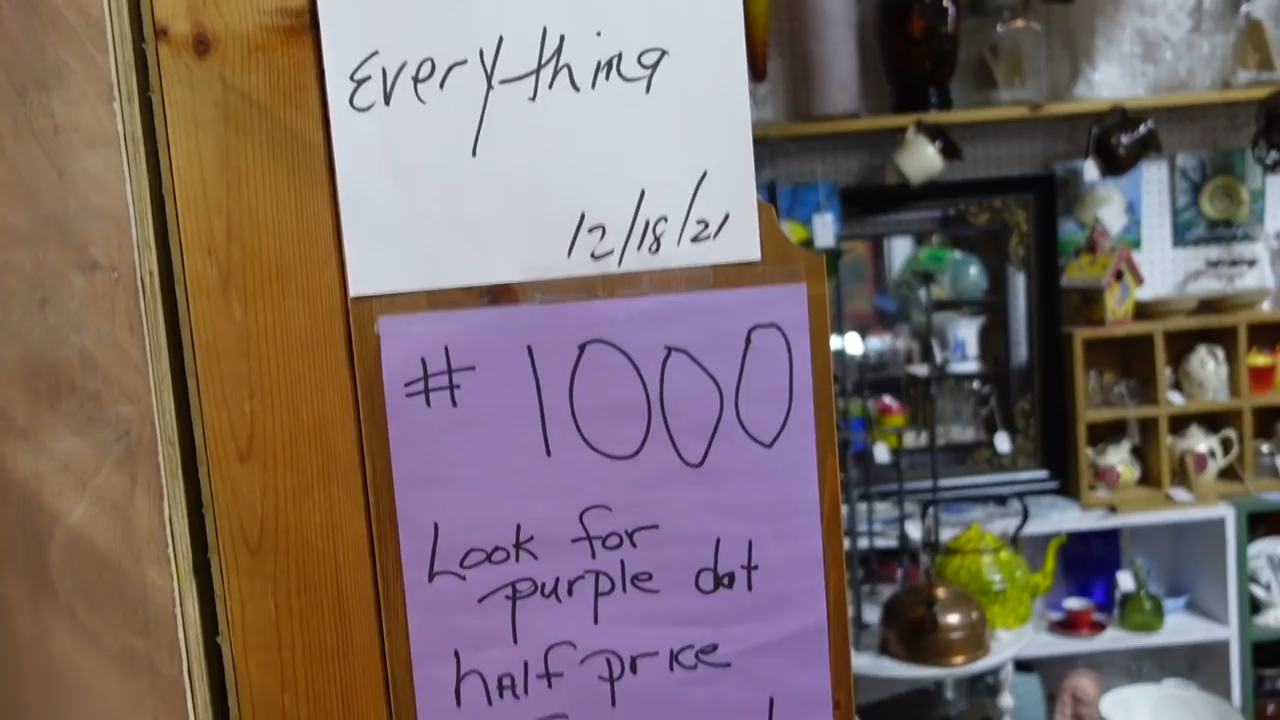 Everything
12/18/21
# 1000
Look for
purple dot
half price